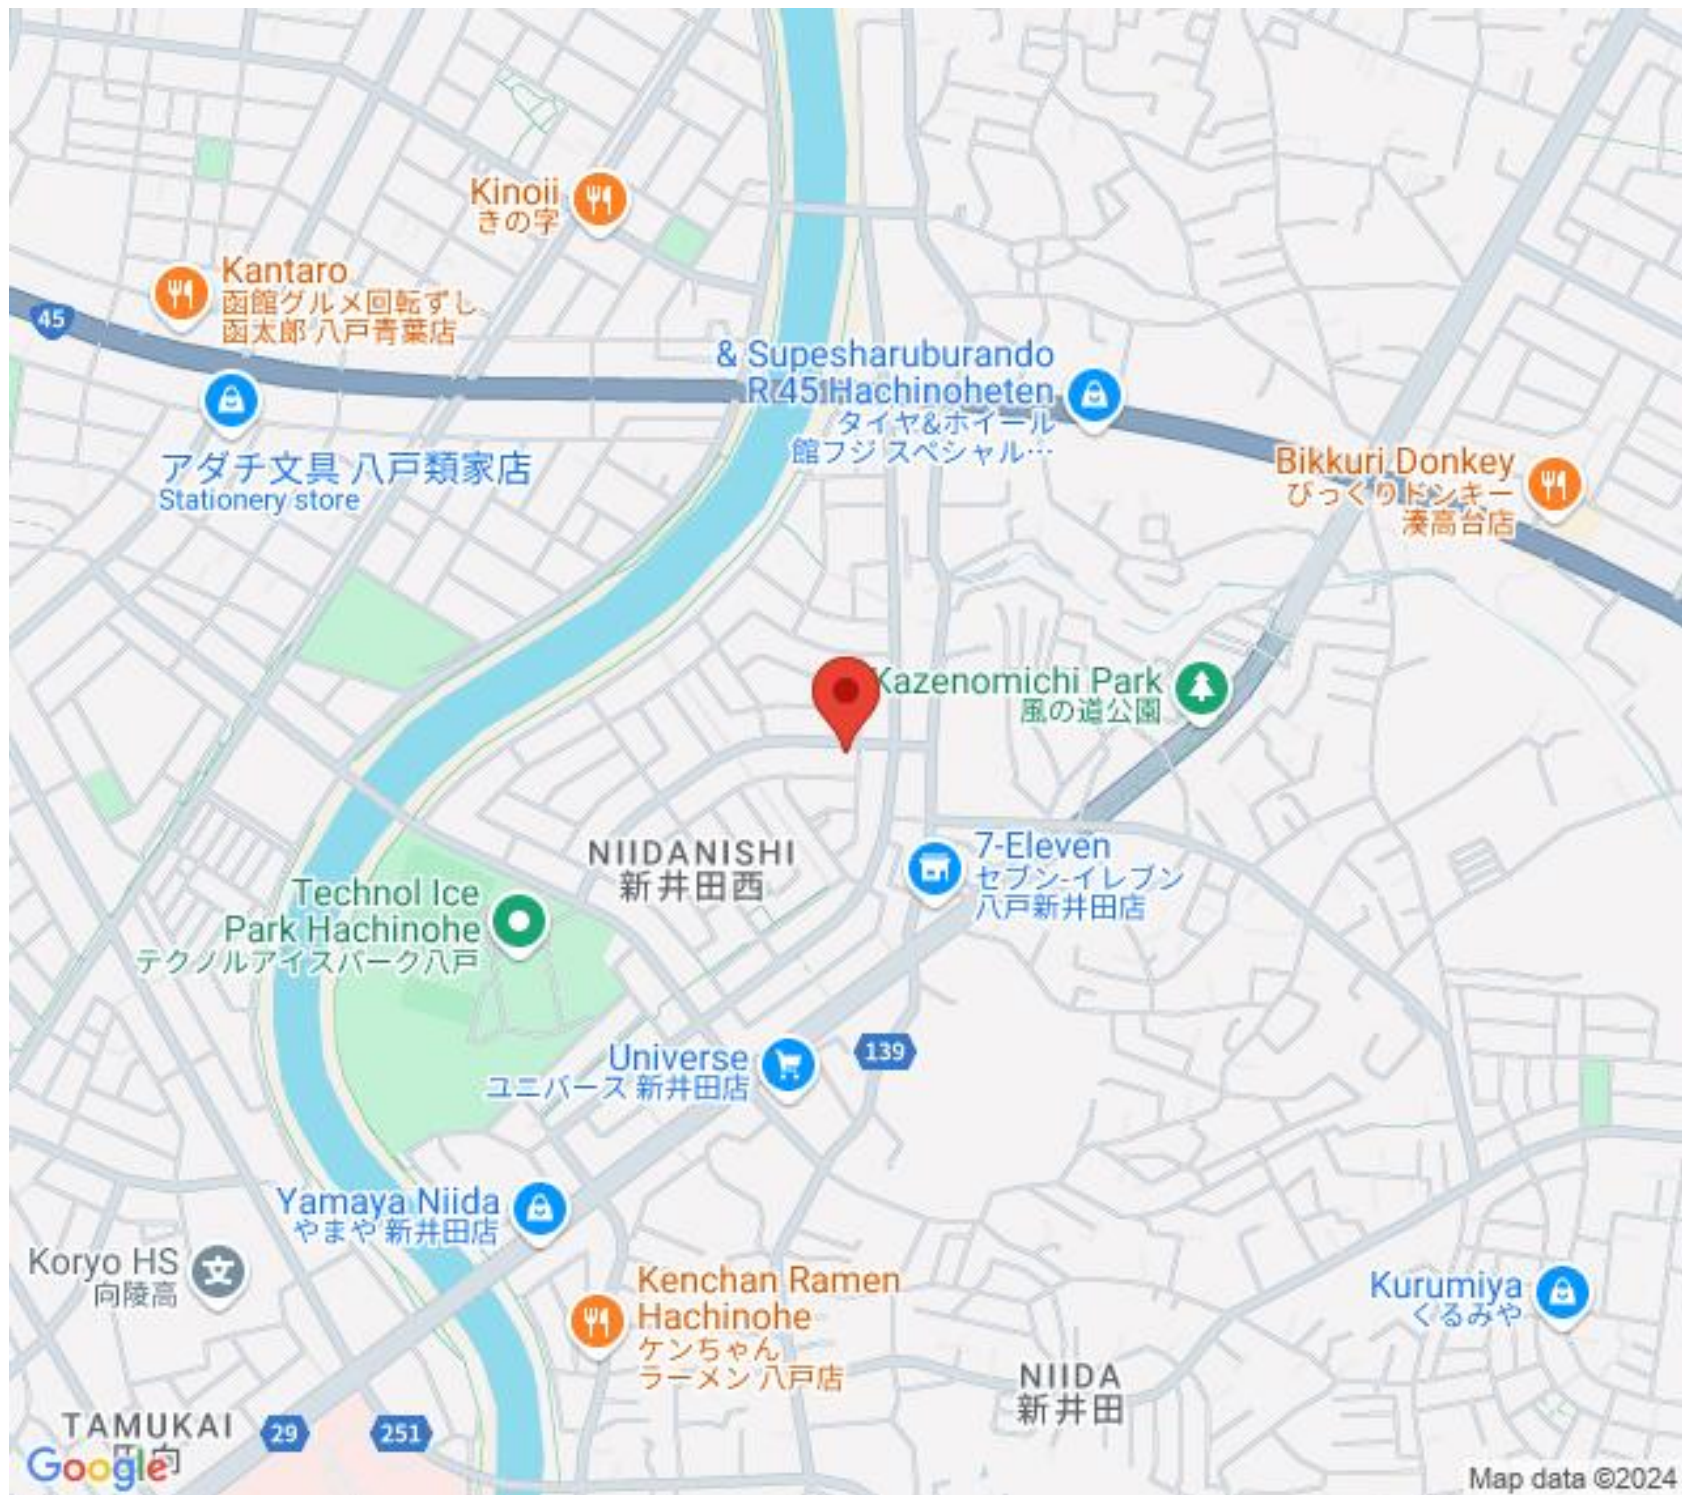 Kinoii
きの字
Kantaro
函館グルメ回転ずし
函太郎 八戸青葉店
45
& Supesharuburando
R 45 Hachinoheten
タイヤ&ホイール
館フジ スペシャル…
アダチ文具 八戸類家店
Stationery store
Bikkuri Donkey
びっくりドンキー
湊高台店
Kazenomichi Park
風の道公園
7-Eleven
セブン-イレブン
八戸新井田店
NIIDANISHI
新井田西
Technol Ice
Park Hachinohe
テクノルアイスパーク八戸
Universe
ユニバース 新井田店
139
Yamaya Niida
やまや 新井田店
Koryo HS
向陵高
文
Kenchan Ramen
Hachinohe
ケンちゃん
ラーメン 八戸店
Kurumiya
くるみや
NIIDA
新井田
TAMUKAI
29
251
Google
Map data ©2024